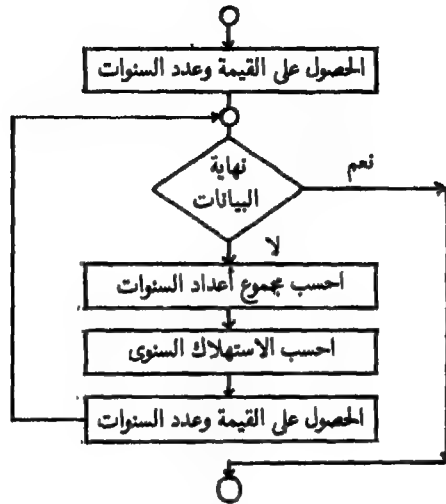 الحصول على القيمة وعدد السنوات
نهاية
البيانات
نعم
لا
احسب مجموع أعداد السنوات
احسب الاستهلاك السنوى
الحصول على القيمة وعدد السنوات